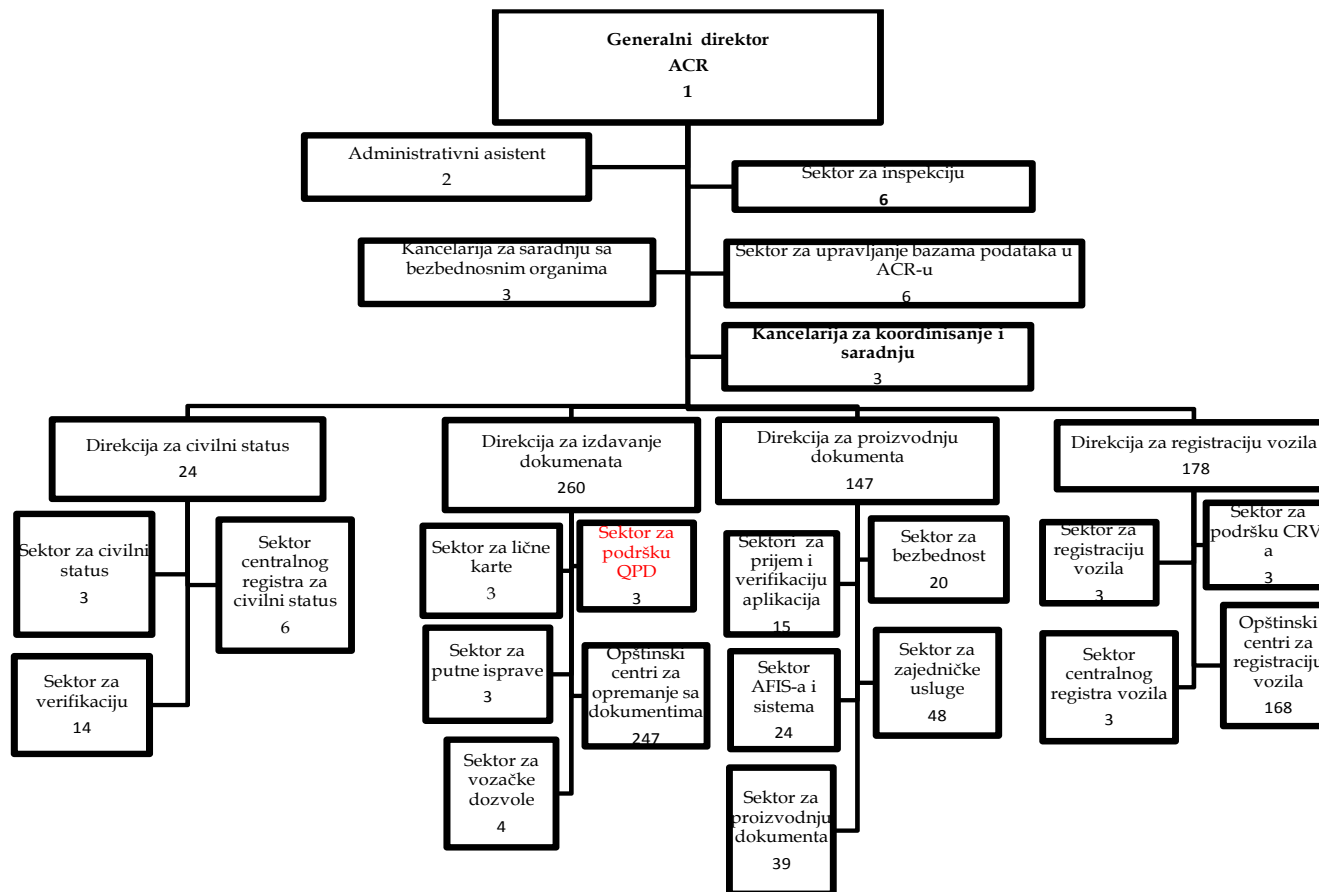 Generalni direktor
ACR
1
Administrativni asistent
2
Sektor za inspekciju
6
Kancelarija za saradnju sa
bezbednosnim organima
3
Sektor za upravljanje bazama podataka u
ACR-u
6
Kancelarija za koordinisanje i
saradnju
3
Direkcija za civilni status
24
Direkcija za izdavanje
dokumenata
260
Direkcija za proizvodnju
dokumenta
147
Direkcija za registraciju vozila
178
Sektor za civilni
status
3
Sektor
centralnog
registra za
civilni status
6
Sektor za
verifikaciju
14
Sektor za lične
karte
3
Sektor za
podršku
QPD
3
Sektor za
putne isprave
3
Opštinski
centri za
opremanje sa
dokumentima
247
Sektor za
vozačke
dozvole
4
Sektori za
prijem i
verifikaciju
aplikacija
15
Sektor za
bezbednost
20
Sektor
AFIS-a i
sistema
24
Sektor za
zajedničke
usluge
48
Sektor za
proizvodnju
dokumenta
39
Sektor za
registraciju
vozila
3
Sektor za
podršku CRV-
a
3
Sektor
centralnog
registra vozila
3
Opštinski
centri za
registraciju
vozila
168